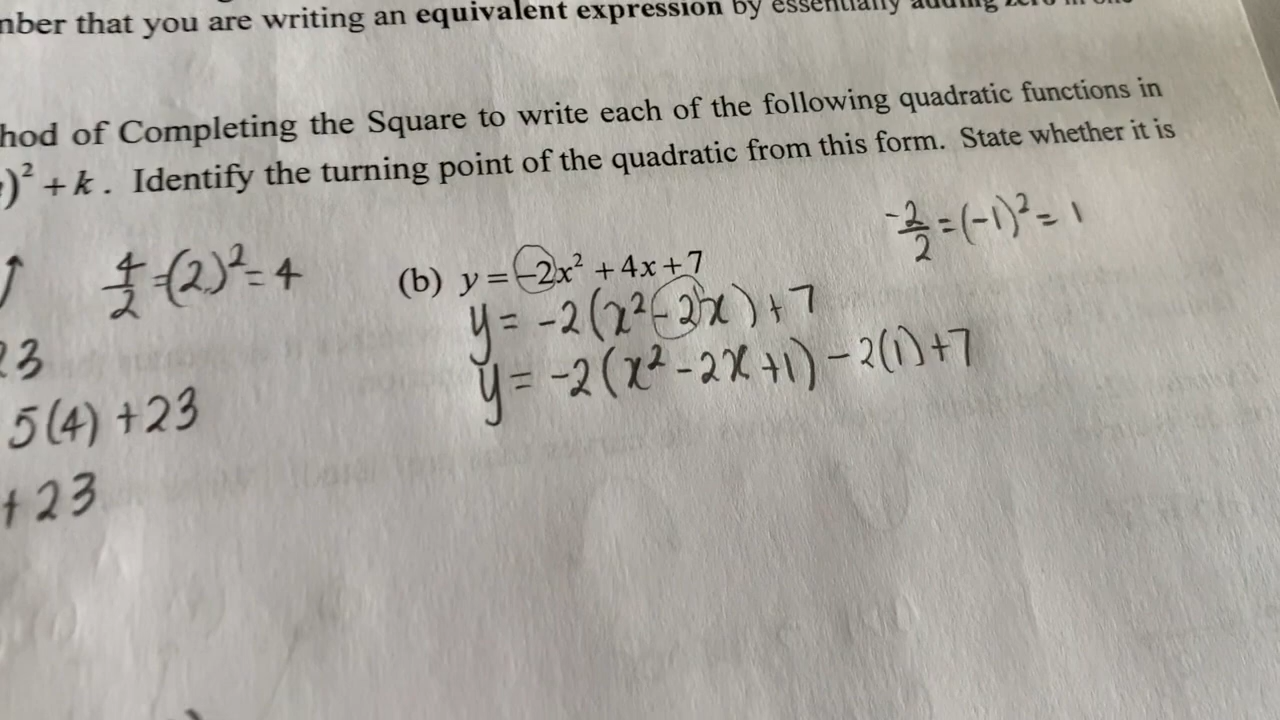 that you are writing an equivalent expression by essentially adding zero in one
of Completing the Square to write each of the following quadratic functions in
)² + k. Identify the turning point of the quadratic from this form. State whether it is
-2/2 = (-1)² = 1
4/2 = (2)² = 4
(b) y = -2x² + 4x + 7
y = -2(x² - 2x) + 7
y = -2(x² - 2x + 1) - 2(1) + 7
23
5(4) + 23
+ 23